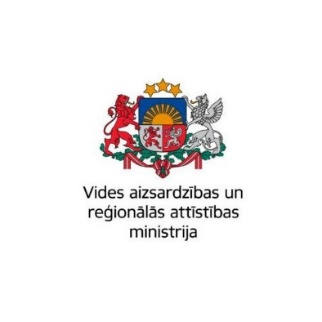 Vides aizsardzības un
reģionālās attīstības
ministrija